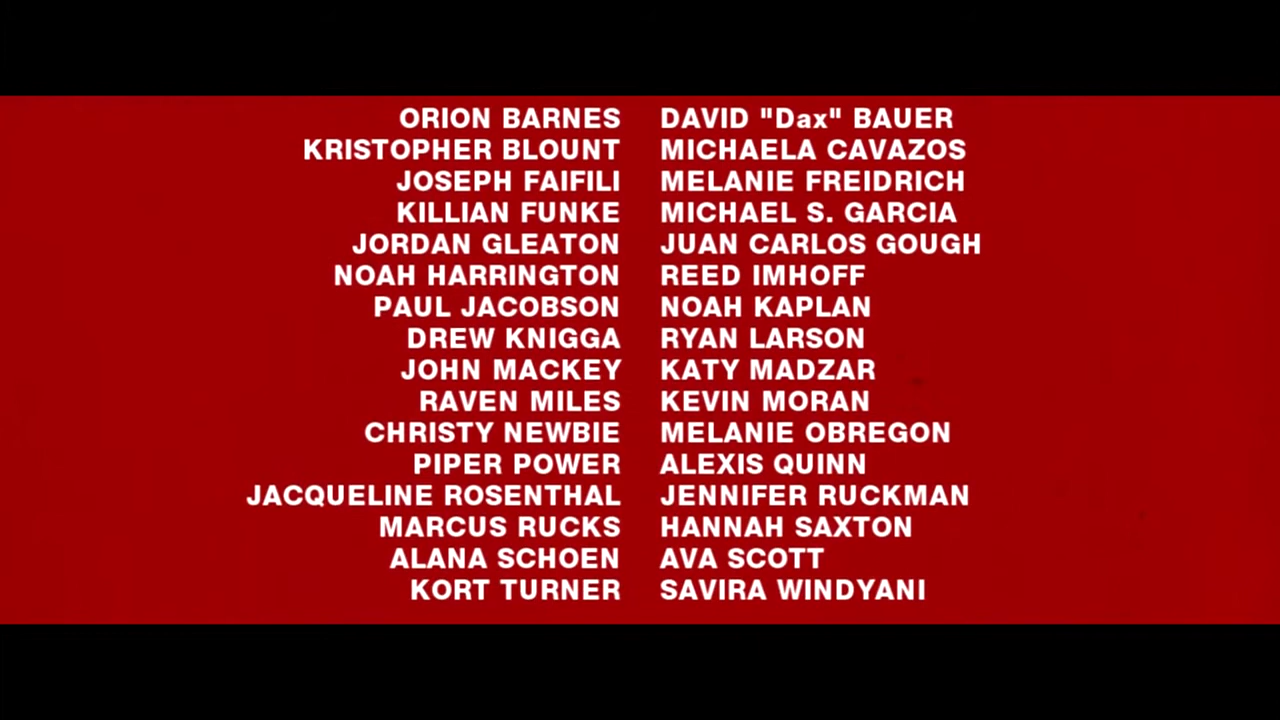 ORION BARNES DAVID "Dax" BAUER
KRISTOPHER BLOUNT MICHAELA CAVAZOS
JOSEPH FAIFILI MELANIE FREIDRICH
KILLIAN FUNKE MICHAEL S. GARCIA
JORDAN GLEATON JUAN CARLOS GOUGH
NOAH HARRINGTON REED IMHOFF
PAUL JACOBSON NOAH KAPLAN
DREW KNIGGA RYAN LARSON
JOHN MACKEY KATY MADZAR
RAVEN MILES KEVIN MORAN
CHRISTY NEWBIE MELANIE OBREGON
PIPER POWER ALEXIS QUINN
JACQUELINE ROSENTHAL JENNIFER RUCKMAN
MARCUS RUCKS HANNAH SAXTON
ALANA SCHOEN AVA SCOTT
KORT TURNER SAVIRA WINDYANI